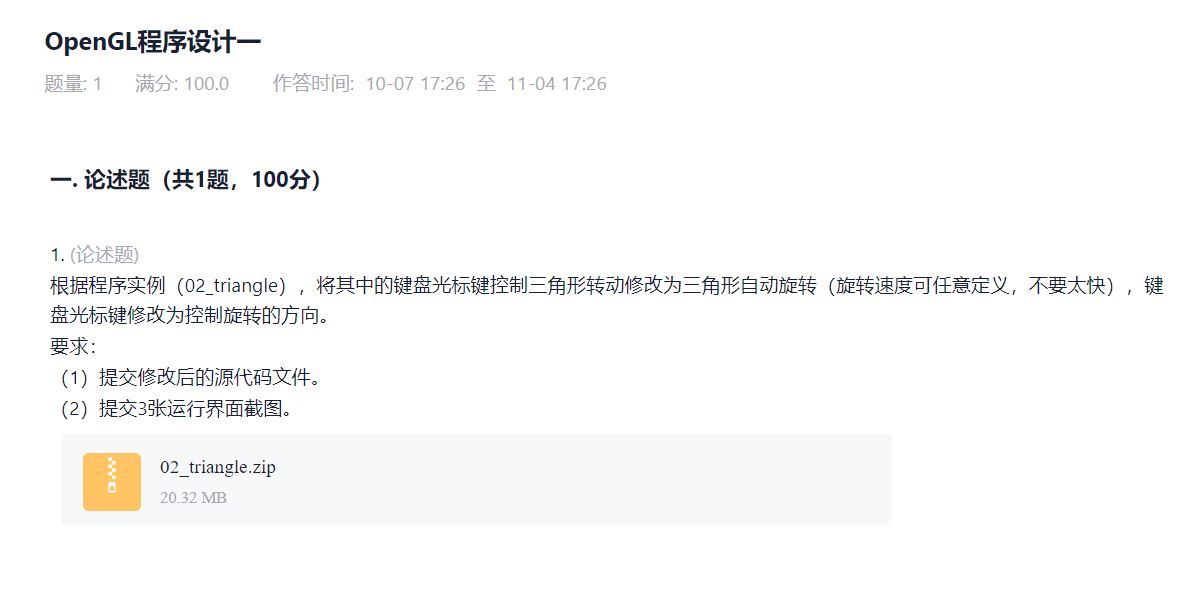 OpenGL程序设计一
题量: 1 满分: 100.0 作答时间: 10-07 17:26 至 11-04 17:26
一. 论述题（共1题，100分）
1. (论述题)
根据程序实例（02_triangle），将其中的键盘光标键控制三角形转动修改为三角形自动旋转（旋转速度可任意定义，不要太快），键
盘光标键修改为控制旋转的方向。
要求：
（1）提交修改后的源代码文件。
（2）提交3张运行界面截图。
02_triangle.zip
20.32 MB